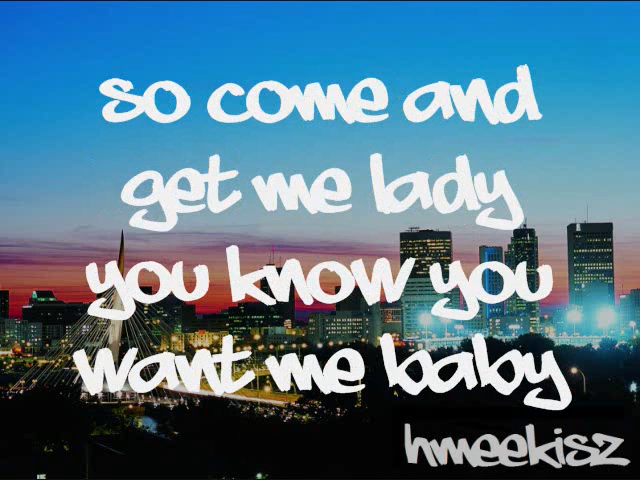 so come and
get me lady
you know you
want me baby
hmeekisz